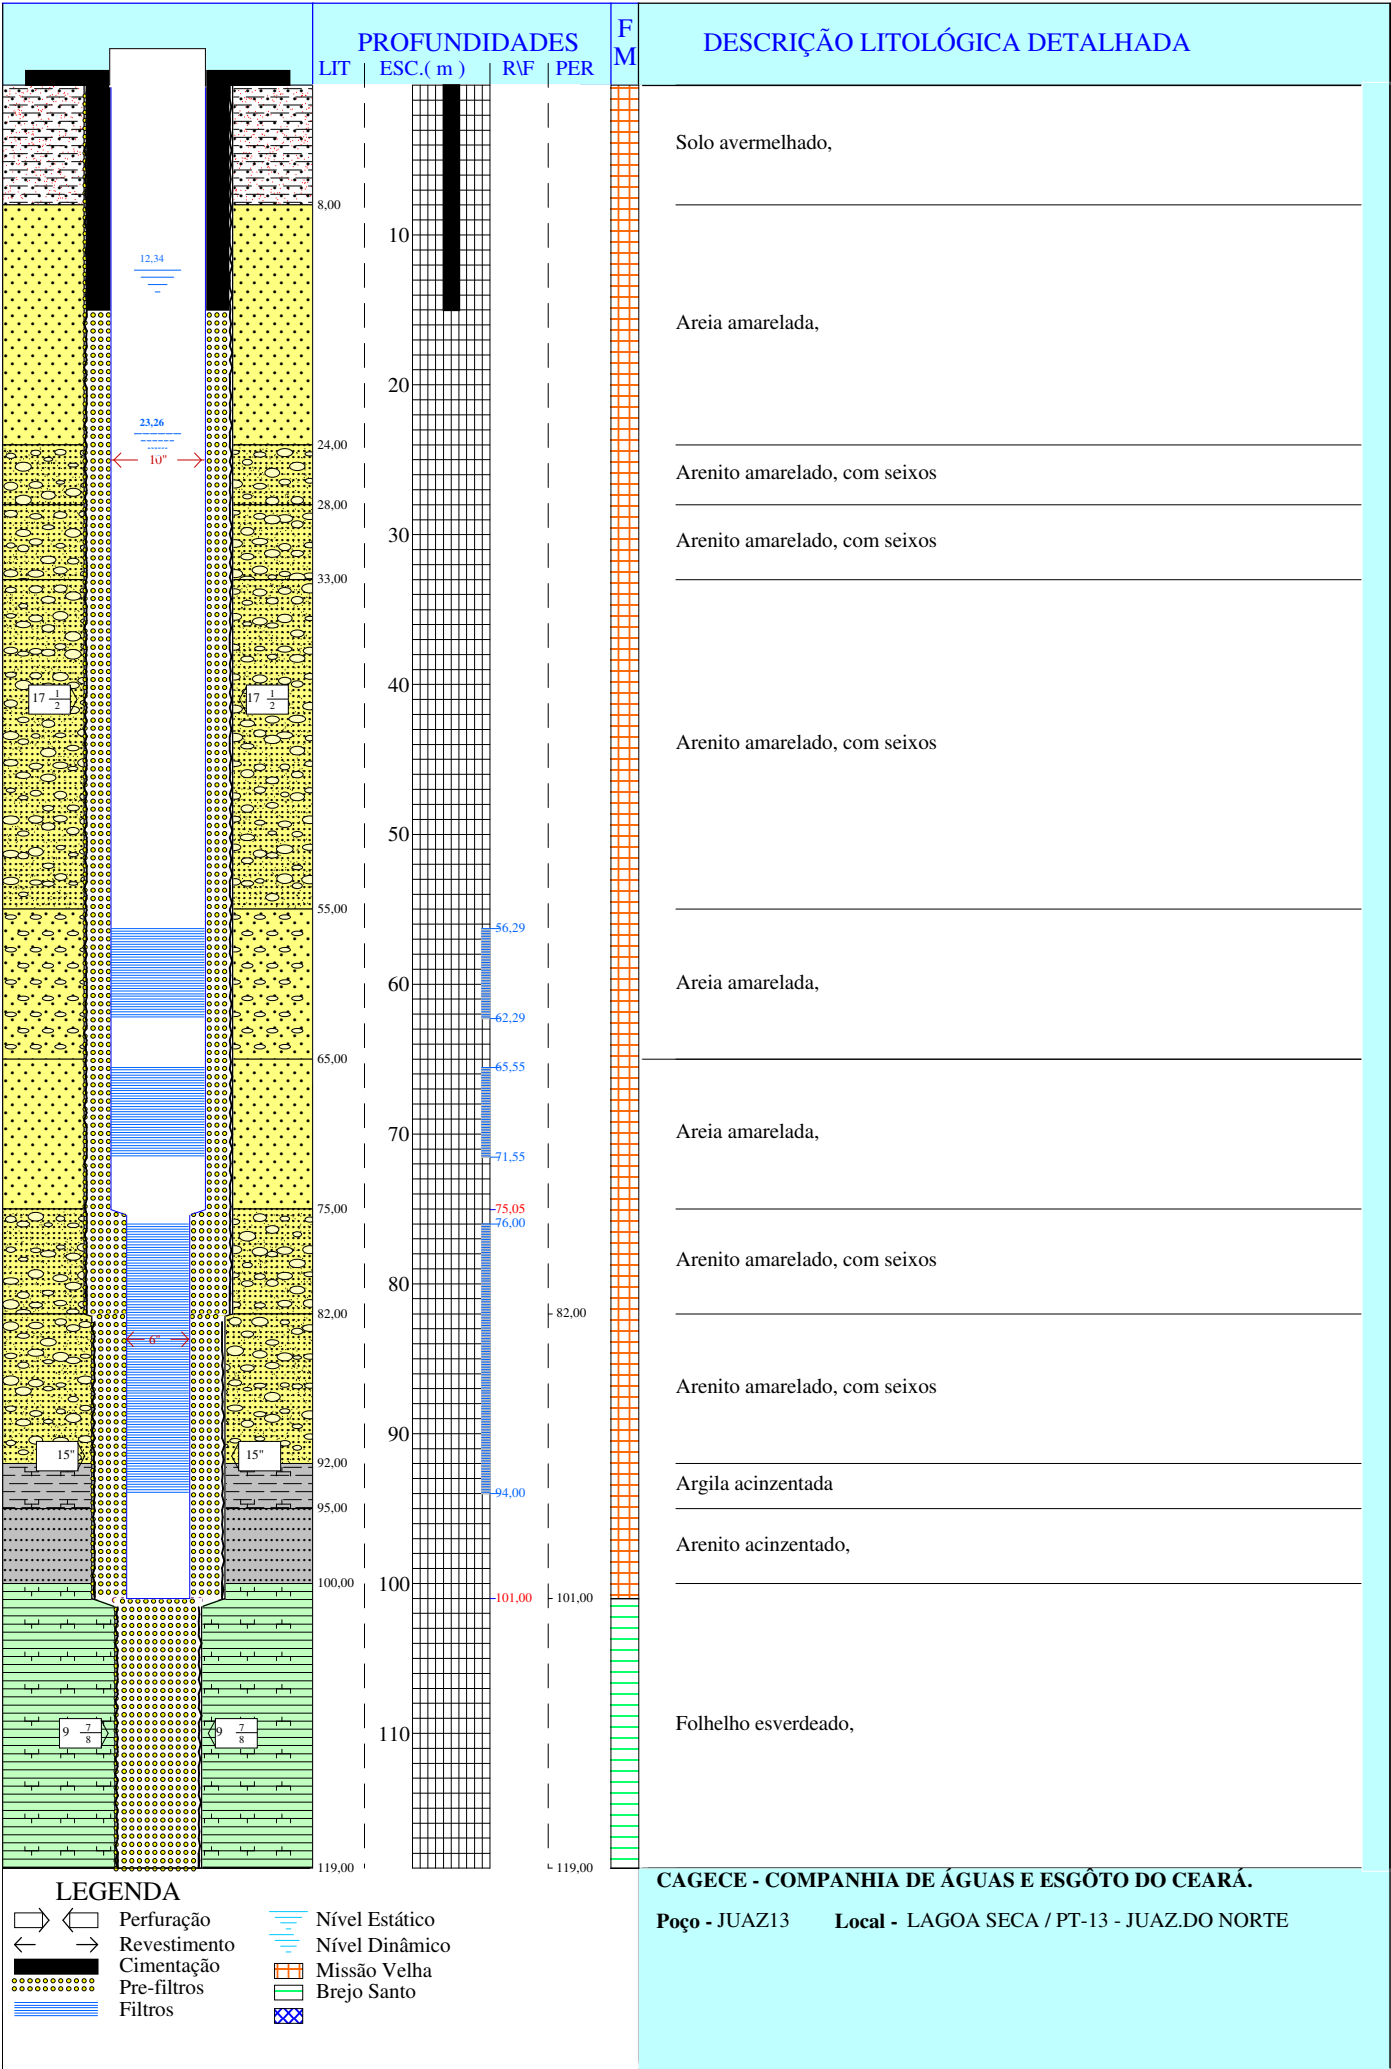 PROFUNDIDADES
LIT ESC.( m ) R\F PER
F
M
DESCRIÇÃO LITOLÓGICA DETALHADA
Solo avermelhado,
8,00
10
12,34
Areia amarelada,
20
23,26
24,00
10"
Arenito amarelado, com seixos
28,00
30
Arenito amarelado, com seixos
33,00
40
17 1/2
17 1/2
Arenito amarelado, com seixos
50
55,00
56,29
60
Areia amarelada,
62,29
65,00
65,55
70
Areia amarelada,
71,55
75,00
75,05
76,00
Arenito amarelado, com seixos
80
82,00
82,00
6"
Arenito amarelado, com seixos
90
15"
15"
92,00
Argila acinzentada
94,00
95,00
Arenito acinzentado,
100,00
100
101,00
101,00
9 7/8
9 7/8
110
Folhelho esverdeado,
119,00
119,00
LEGENDA
Perfuração
Revestimento
Cimentação
Pre-filtros
Filtros
Nível Estático
Nível Dinâmico
Missão Velha
Brejo Santo
CAGECE - COMPANHIA DE ÁGUAS E ESGÔTO DO CEARÁ.
Poço - JUAZ13 Local - LAGOA SECA / PT-13 - JUAZ.DO NORTE